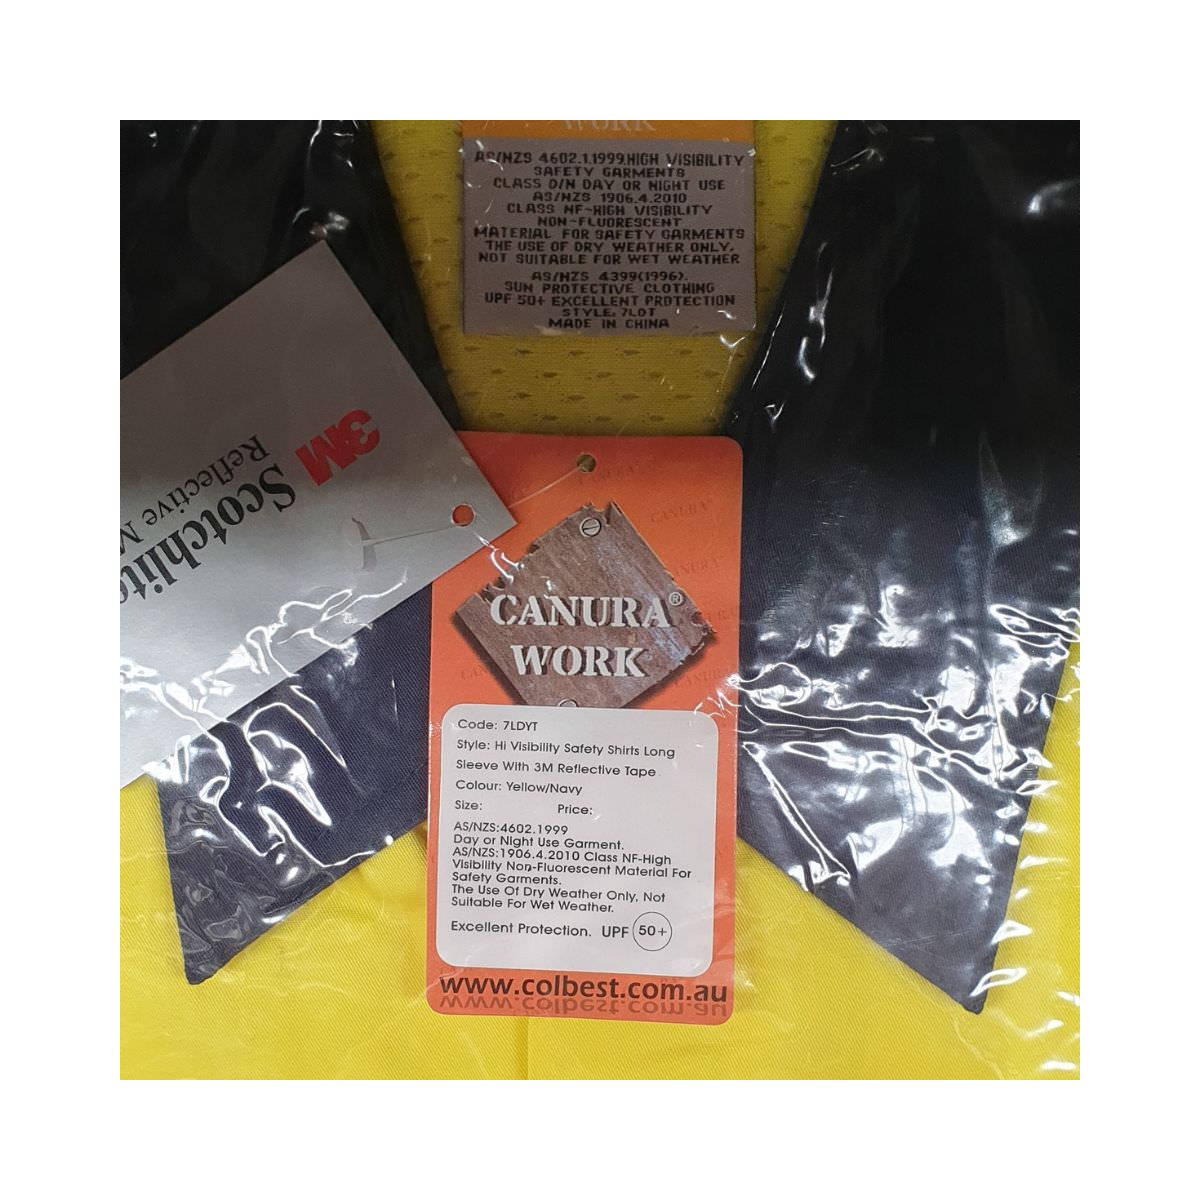 WORK
AS/NZS 4602.1.1999.HIGH VISIBILITY
SAFETY GARMENTS
CLASS D/N DAY OR NIGHT USE
AS/NZS 1906.4.2010
CLASS NF-HIGH VISIBILITY
NON-FLUORESCENT
MATERIAL FOR SAFETY GARMENTS
THE USE OF DRY WEATHER ONLY.
NOT SUITABLE FOR WET WEATHER
AS/NZS 4399(1996).
SUN PROTECTIVE CLOTHING
UPF 50+ EXCELLENT PROTECTION
STYLE: 7LDT
MADE IN CHINA
3M
Scotchlite
Reflective M
CANURA®
WORK
Code: 7LDYT
Style: Hi Visibility Safety Shirts Long
Sleeve With 3M Reflective Tape
Colour: Yellow/Navy
Size: Price:
AS/NZS:4602.1999
Day or Night Use Garment.
AS/NZS:1906.4.2010 Class NF-High
Visibility Non-Fluorescent Material For
Safety Garments.
The Use Of Dry Weather Only, Not
Suitable For Wet Weather.
Excellent Protection. UPF 50+
www.colbest.com.au